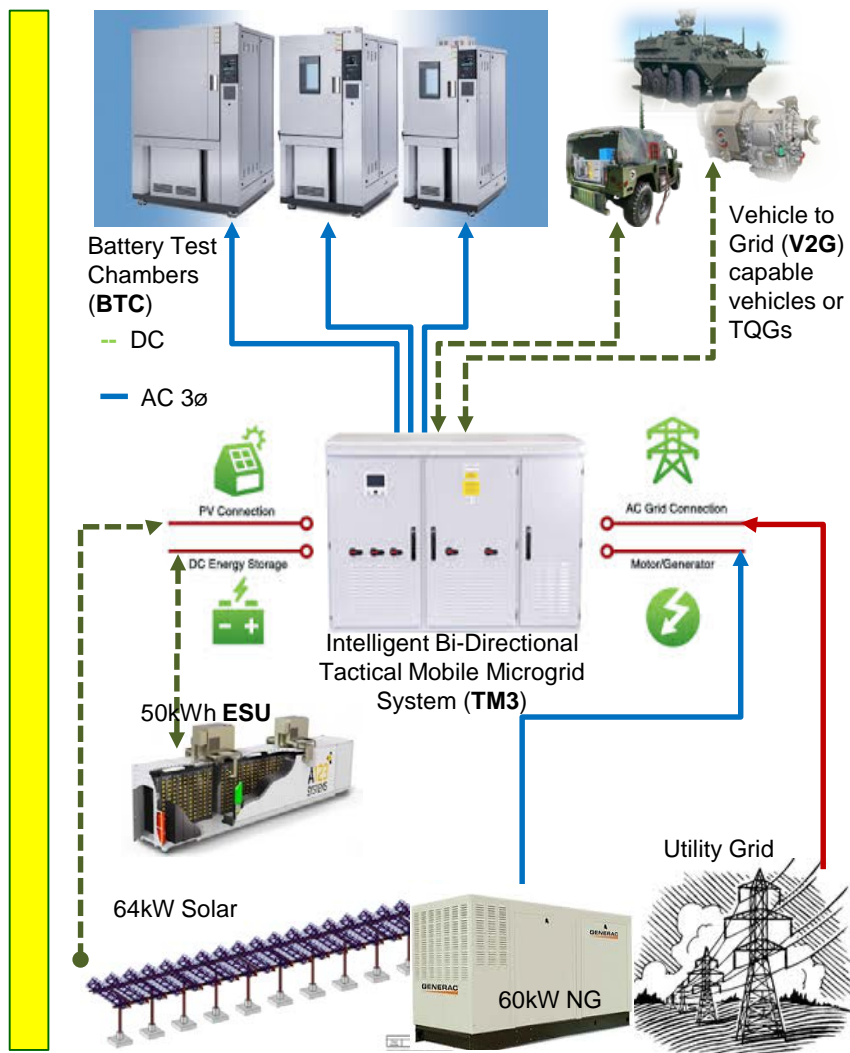 Battery Test
Chambers
(BTC)
-- DC
AC 3ø
Vehicle to
Grid (V2G)
capable
vehicles or
TQGs
PV Connection
DC Energy Storage
AC Grid Connection
Motor/Generator
Intelligent Bi-Directional
Tactical Mobile Microgrid
System (TM3)
50kWh ESU
A123
SYSTEMS
64kW Solar
GENERAC
GENERAC
60kW NG
Utility Grid